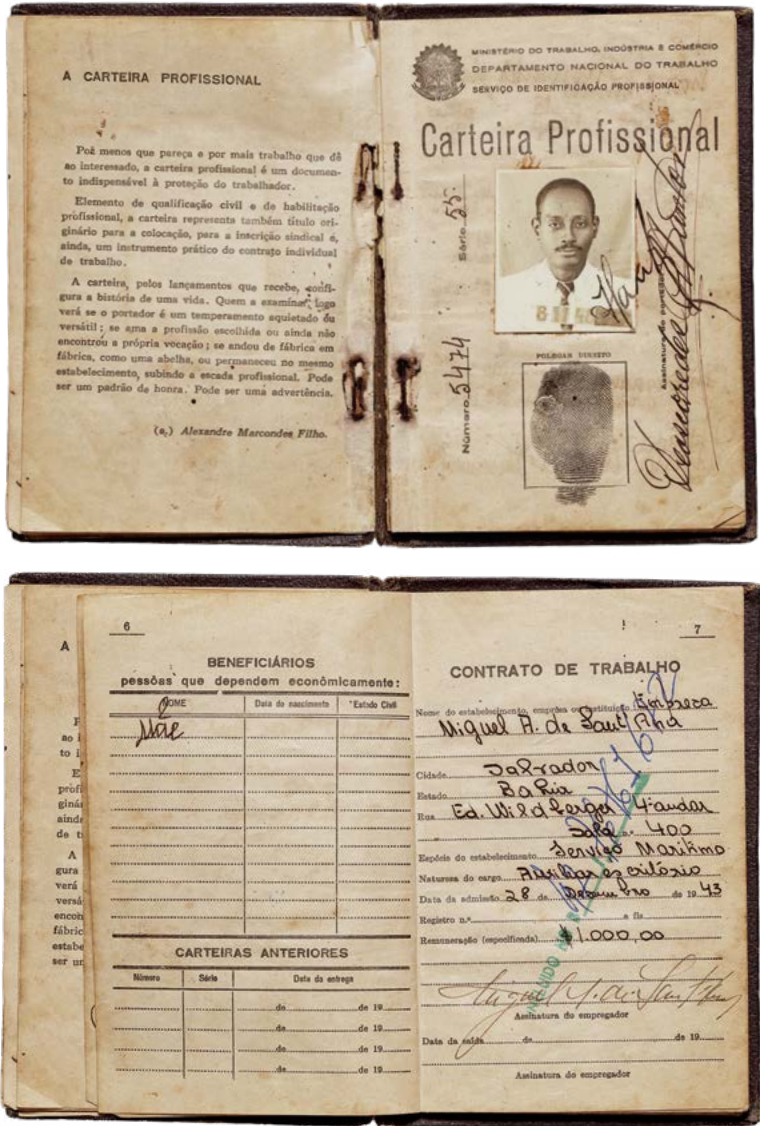 A CARTEIRA PROFISSIONAL
Por menos que pareça e por mais trabalho que dê
ao interessado, a carteira profissional é um documen-
to indispensável à proteção do trabalhador.
Elemento de qualificação civil e de habilitação
profissional, a carteira representa também título ori-
ginário para a colocação, para a inscrição sindical e,
ainda, um instrumento prático do contrato individual
de trabalho.
A carteira, pelos lançamentos que recebe, confi-
gura a história de uma vida. Quem a examinar, logo
verá se o portador é um temperamento aquietado ou
versátil; se ama a profissão escolhida ou ainda não
encontrou a própria vocação; se andou de fábrica em
fábrica, como uma abelha, ou permaneceu no mesmo
estabelecimento, subindo a escada profissional. Pode
ser um padrão de honra. Pode ser uma advertência.
(a.) Alexandre Marcondes Filho.
MINISTÉRIO DO TRABALHO, INDÚSTRIA E COMÉRCIO
DEPARTAMENTO NACIONAL DO TRABALHO
SERVIÇO DE IDENTIFICAÇÃO PROFISSIONAL
Carteira Profissional
Número 5474 Série 55.
POLEGAR DIREITO
Assinatura do portador
6
BENEFICIÁRIOS
pessôas que dependem econômicamente:
NOME Data do nascimento Estado Civil
Mãe
CARTEIRAS ANTERIORES
Número Série Data da entrega
de de 19
de de 19
de de 19
de de 19
7
CONTRATO DE TRABALHO
Nome do estabelecimento, emprêsa ou instituição Empreza
Miguel A. de Sant'Ana
Cidade Salvador
Estado Bahia
Rua Ed. Wildberger 4º andar
Sala n. 400
Espécie do estabelecimento Serviço Maritimo
Natureza do cargo Auxiliar escritório
Data da admissão 28 de Dezembro de 1943
Registro n.º a fls
Remuneração (especificada) $1.000,00
Assinatura do empregador
Data da saída de de 19
Assinatura do empregador